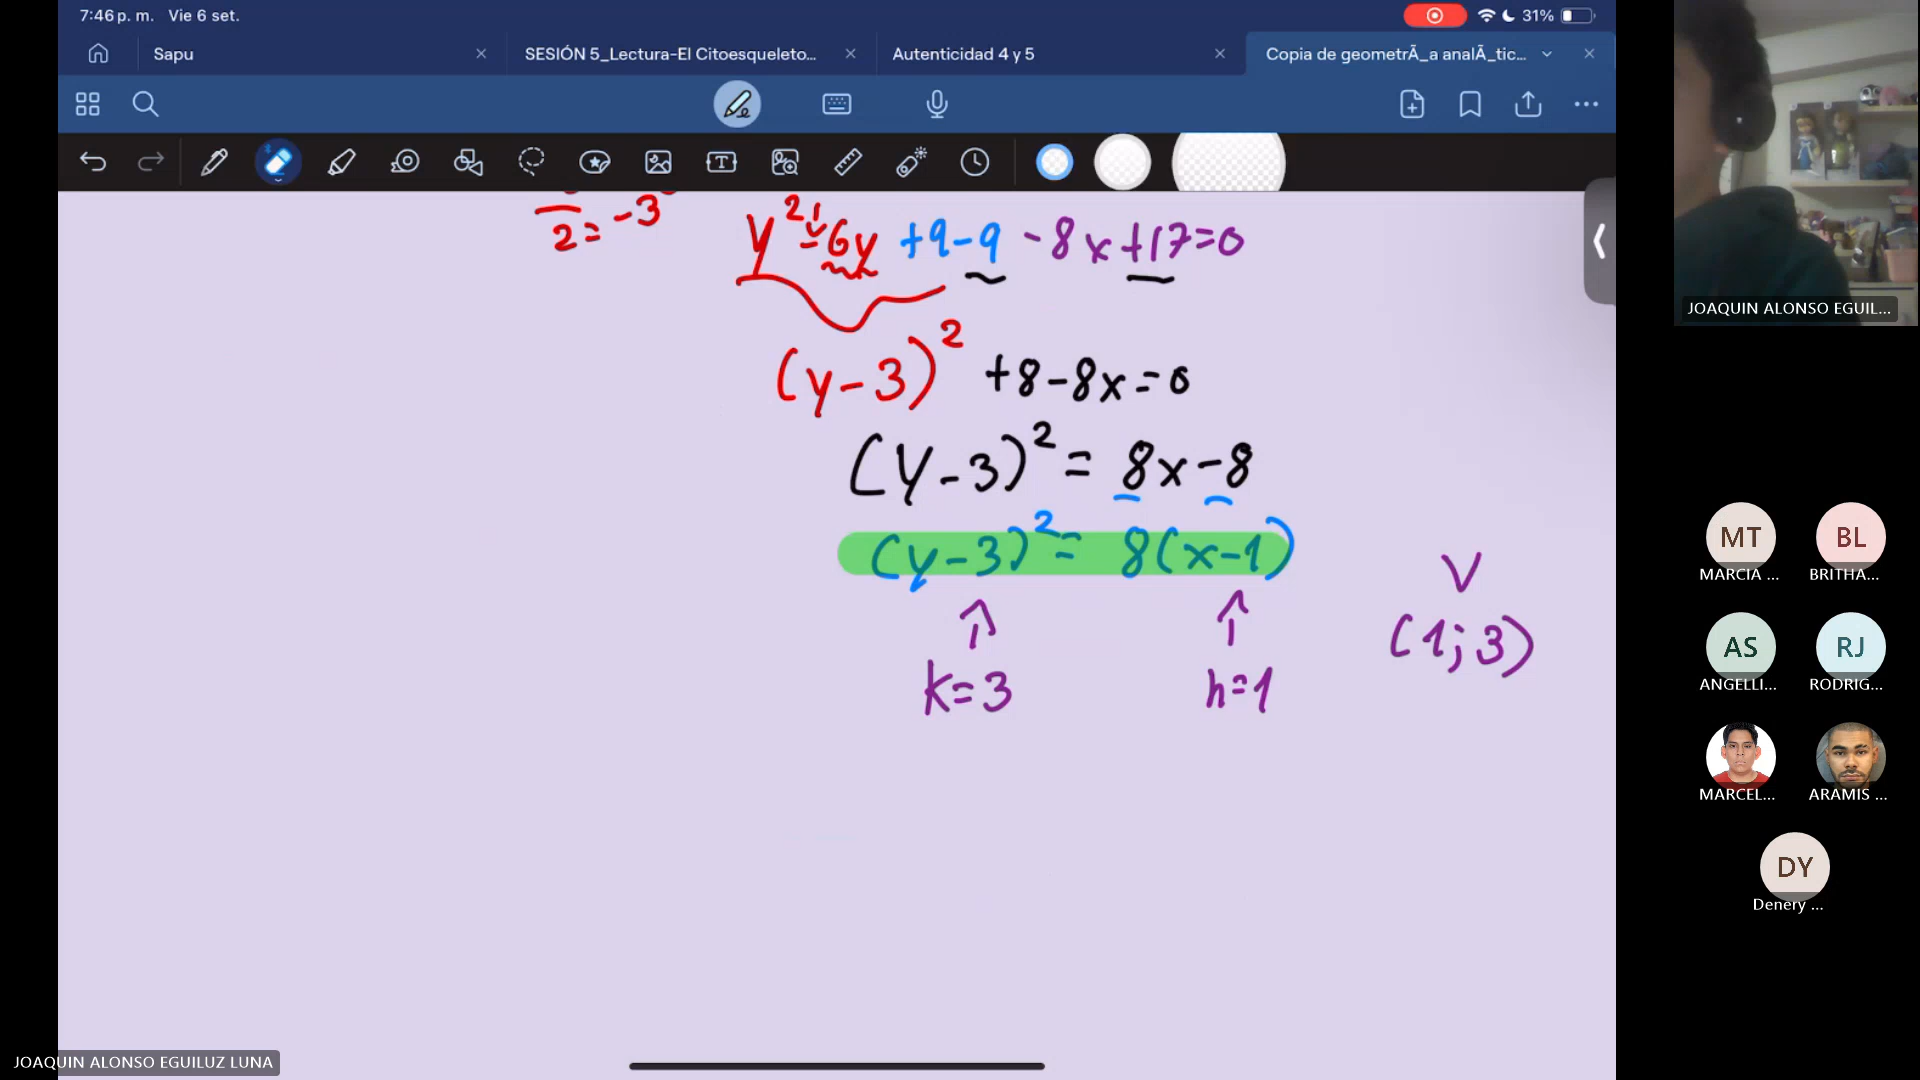 7:46 p. m. Vie 6 set.
31%
Sapu
SESIÓN 5_Lectura-El Citoesqueleto...
Autenticidad 4 y 5
Copia de geometrÃ_a analÃ_tic...
2 = -3
y² - 6y + 9 - 9 - 8x + 17 = 0
(y - 3)² + 8 - 8x = 0
(y - 3)² = 8x - 8
(y - 3)² = 8(x - 1)
V
(1; 3)
k = 3
h = 1
JOAQUIN ALONSO EGUIL...
MT
MARCIA ...
BL
BRITHA...
AS
ANGELLI...
RJ
RODRIG...
MARCEL...
ARAMIS ...
DY
Denery ...
JOAQUIN ALONSO EGUILUZ LUNA